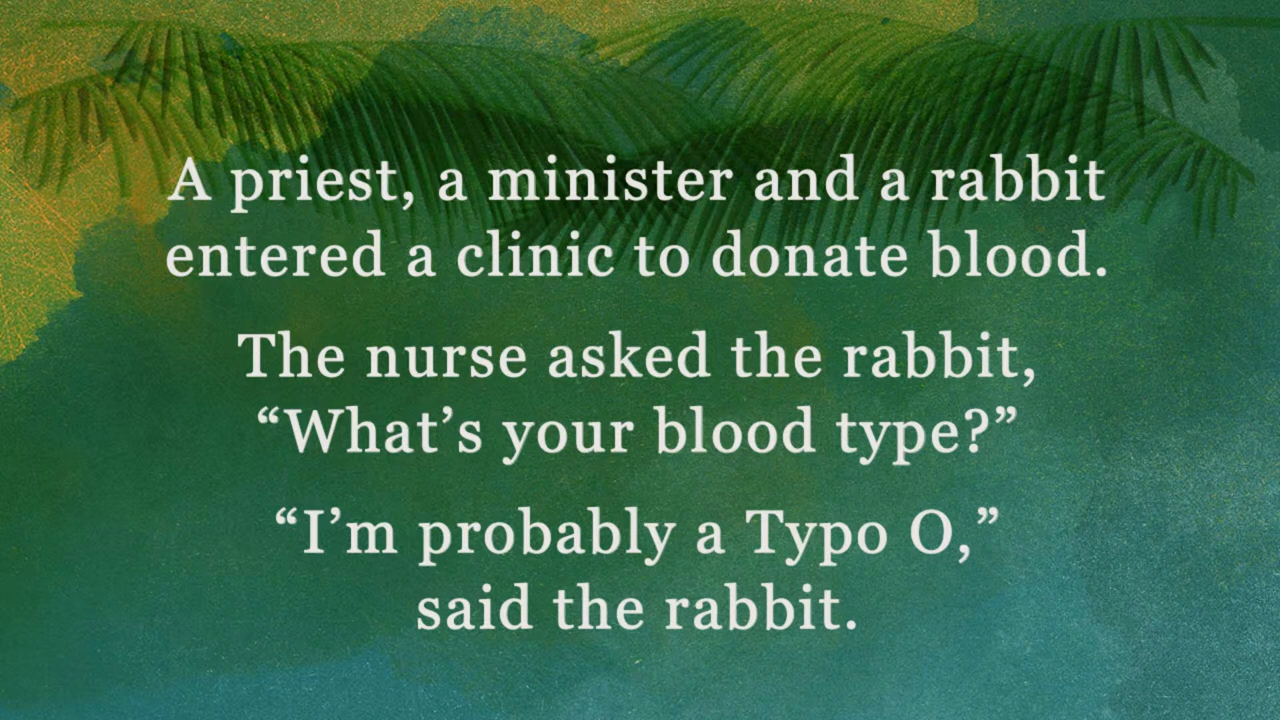 A priest, a minister and a rabbit
entered a clinic to donate blood.
The nurse asked the rabbit,
“What’s your blood type?”
“I’m probably a Typo O,”
said the rabbit.